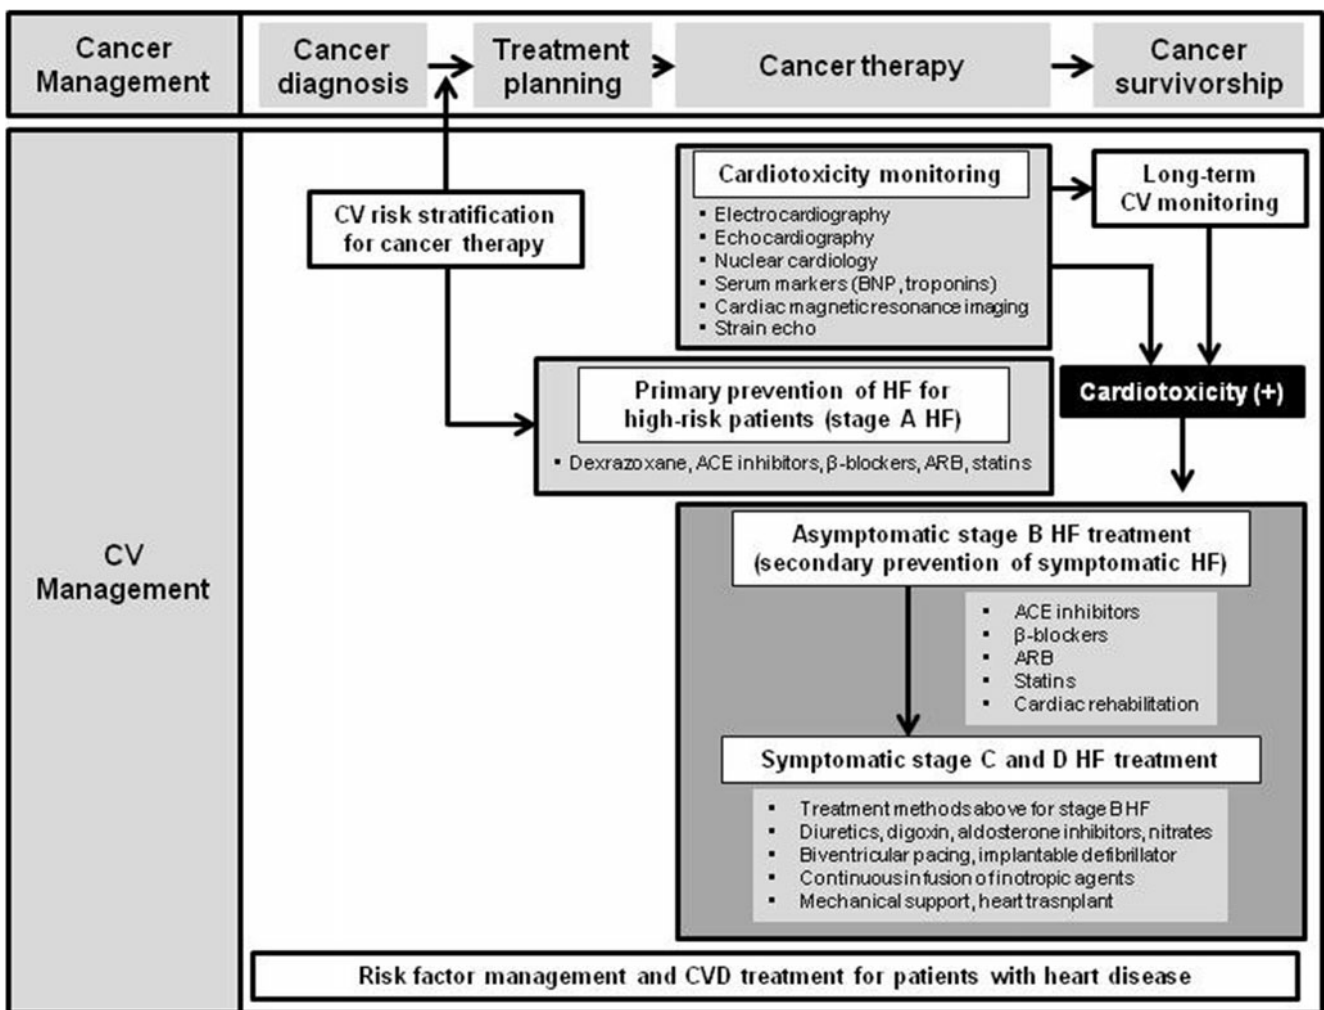 Cancer
Management
Cancer
diagnosis
Treatment
planning
Cancer therapy
Cancer
survivorship
CV
Management
CV risk stratification
for cancer therapy
Cardiotoxicity monitoring
▪ Electrocardiography
▪ Echocardiography
▪ Nuclear cardiology
▪ Serum markers (BNP, troponins)
▪ Cardiac magnetic resonance imaging
▪ Strain echo
Long-term
CV monitoring
Primary prevention of HF for
high-risk patients (stage A HF)
▪ Dexrazoxane, ACE inhibitors, β-blockers, ARB, statins
Cardiotoxicity (+)
Asymptomatic stage B HF treatment
(secondary prevention of symptomatic HF)
▪ ACE inhibitors
▪ β-blockers
▪ ARB
▪ Statins
▪ Cardiac rehabilitation
Symptomatic stage C and D HF treatment
▪ Treatment methods above for stage B HF
▪ Diuretics, digoxin, aldosterone inhibitors, nitrates
▪ Biventricular pacing, implantable defibrillator
▪ Continuous infusion of inotropic agents
▪ Mechanical support, heart trasnplant
Risk factor management and CVD treatment for patients with heart disease